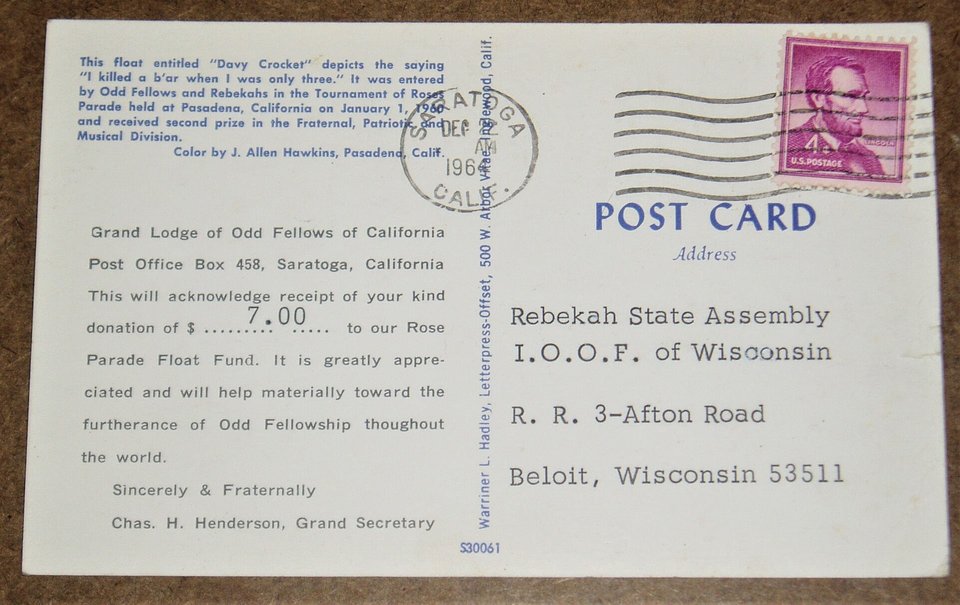 This float entitled "Davy Crocket" depicts the saying
"I killed a b'ar when I was only three." It was entered
by Odd Fellows and Rebekahs in the Tournament of Roses
Parade held at Pasadena, California on January 1, 1960
and received second prize in the Fraternal, Patriotic and
Musical Division.
Color by J. Allen Hawkins, Pasadena, Calif.
Grand Lodge of Odd Fellows of California
Post Office Box 458, Saratoga, California
This will acknowledge receipt of your kind
donation of $ ..........7.00........ to our Rose
Parade Float Fund. It is greatly appre-
ciated and will help materially toward the
furtherance of Odd Fellowship thoughout
the world.
Sincerely & Fraternally
Chas. H. Henderson, Grand Secretary
Warriner L. Hadley, Letterpress-Offset, 500 W. Arbor Vitae, Inglewood, Calif.
S30061
SARATOGA
AM
CALIF.
4¢
LINCOLN
U.S. POSTAGE
POST CARD
Address
Rebekah State Assembly
I.O.O.F. of Wisconsin
R. R. 3-Afton Road
Beloit, Wisconsin 53511